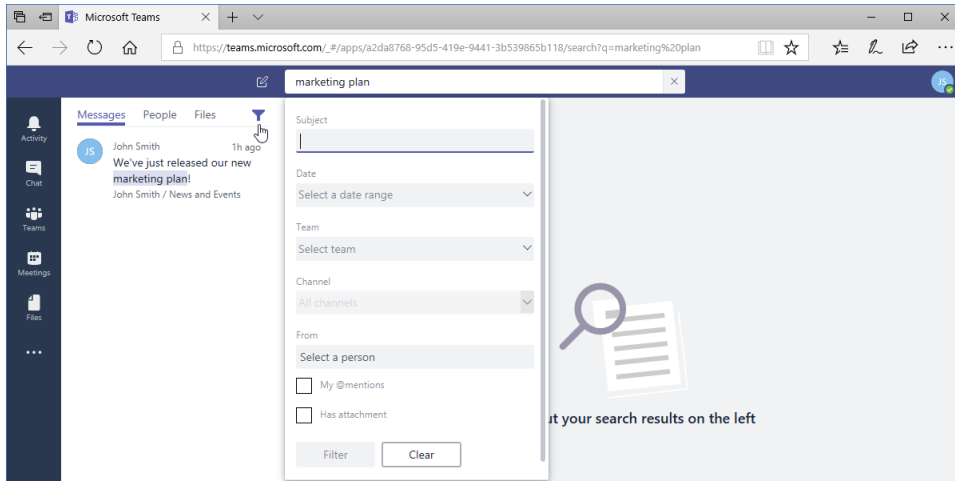 Microsoft Teams
https://teams.microsoft.com/_#/apps/a2da8768-95d5-419e-9441-3b539865b118/search?q=marketing%20plan
marketing plan
JS
Activity
Chat
Teams
Meetings
Files
Messages People Files
JS
John Smith 1h ago
We've just released our new
marketing plan!
John Smith / News and Events
Subject
Date
Select a date range
Team
Select team
Channel
All channels
From
Select a person
My @mentions
Has attachment
Filter Clear
ut your search results on the left